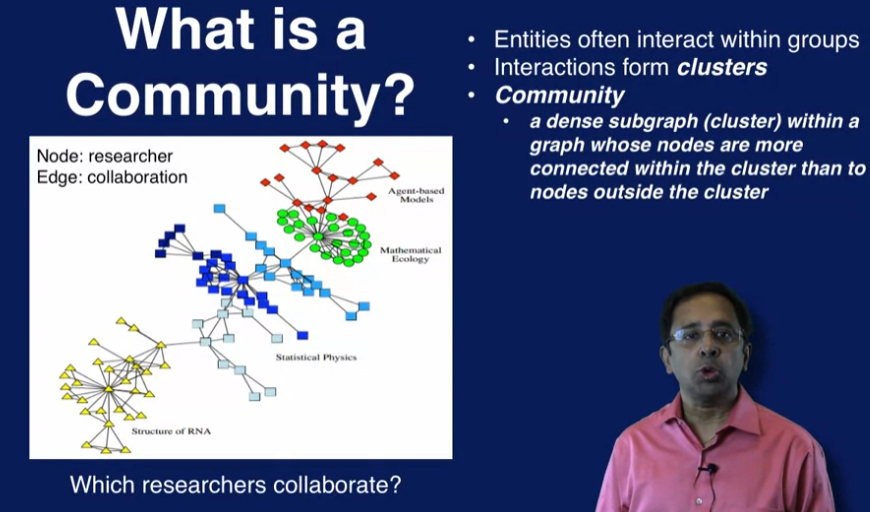 What is a
Community?
Node: researcher
Edge: collaboration
Agent-based
Models
Mathematical
Ecology
Statistical Physics
Structure of RNA
Which researchers collaborate?
• Entities often interact within groups
• Interactions form clusters
• Community
• a dense subgraph (cluster) within a
graph whose nodes are more
connected within the cluster than to
nodes outside the cluster